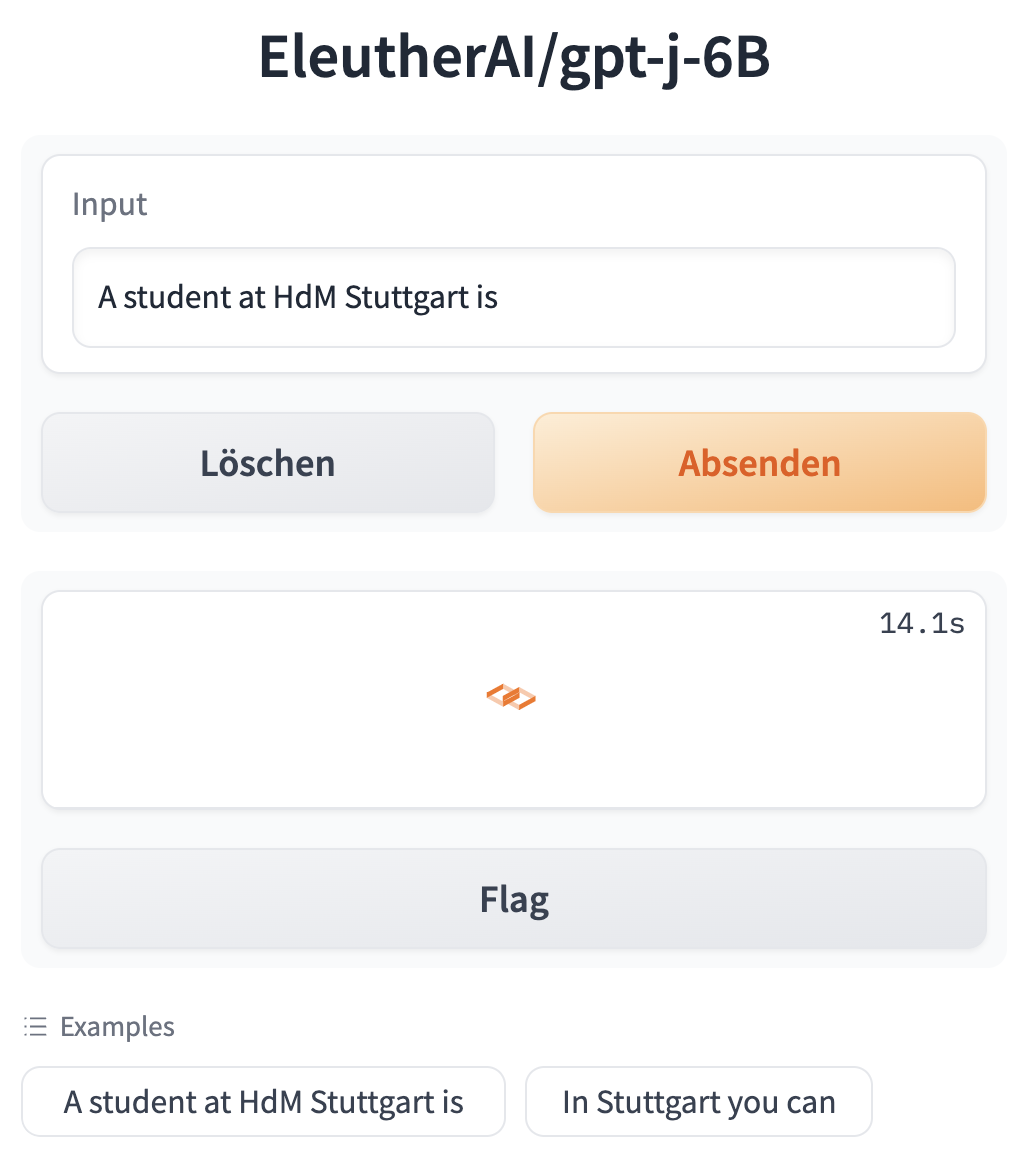 EleutherAI/gpt-j-6B
Input
A student at HdM Stuttgart is
Löschen
Absenden
14.1s
Flag
Examples
A student at HdM Stuttgart is
In Stuttgart you can